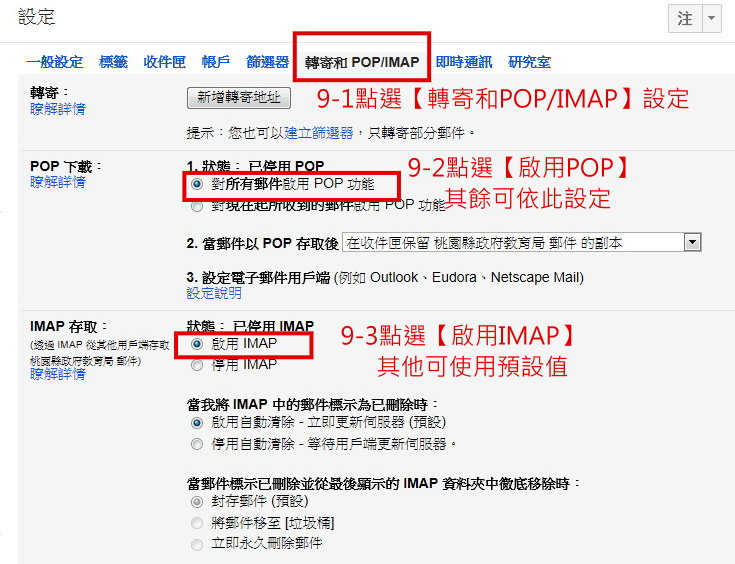 設定
注
一般設定 標籤 收件匣 帳戶 篩選器 轉寄和 POP/IMAP 即時通訊 研究室
轉寄：
瞭解詳情
新增轉寄地址
9-1點選【轉寄和POP/IMAP】設定
提示：您也可以建立篩選器，只轉寄部分郵件。
POP 下載：
瞭解詳情
1. 狀態： 已停用 POP
9-2點選【啟用POP】
對所有郵件啟用 POP 功能
其餘可依此設定
對現在起所收到的郵件啟用 POP 功能
2. 當郵件以 POP 存取後 在收件匣保留 桃園縣政府教育局 郵件 的副本
3. 設定電子郵件用戶端 (例如 Outlook、Eudora、Netscape Mail)
設定說明
IMAP 存取：
(透過 IMAP 從其他用戶端存取
桃園縣政府教育局 郵件)
瞭解詳情
狀態： 已停用 IMAP
9-3點選【啟用IMAP】
啟用 IMAP
其他可使用預設值
停用 IMAP
當我將 IMAP 中的郵件標示為已刪除時：
啟用自動清除 - 立即更新伺服器 (預設)
停用自動清除 - 等待用戶端更新伺服器。
當郵件標示已刪除並從最後顯示的 IMAP 資料夾中徹底移除時：
封存郵件 (預設)
將郵件移至 [垃圾桶]
立即永久刪除郵件